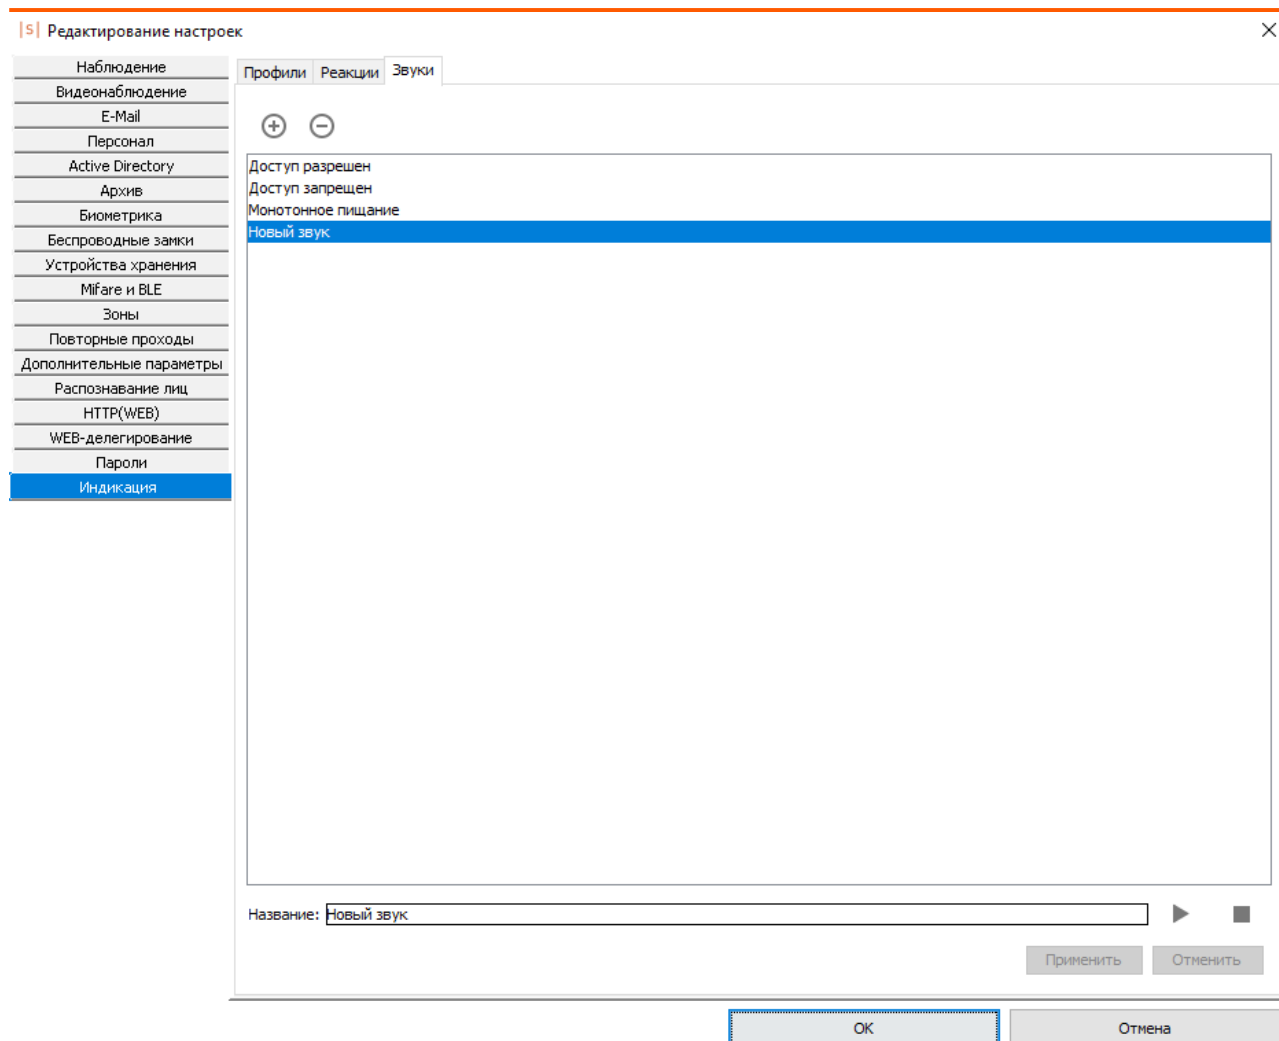 |S| Редактирование настроек
Наблюдение
Видеонаблюдение
E-Mail
Персонал
Active Directory
Архив
Биометрика
Беспроводные замки
Устройства хранения
Mifare и BLE
Зоны
Повторные проходы
Дополнительные параметры
Распознавание лиц
HTTP(WEB)
WEB-делегирование
Пароли
Индикация
Профили Реакции Звуки
Доступ разрешен
Доступ запрещен
Монотонное пищание
Новый звук
Название: Новый звук
Применить Отменить
OK Отмена